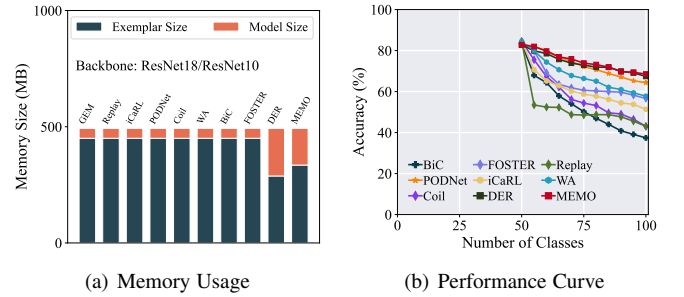 1000
500
0
Memory Size (MB)
Exemplar Size
Model Size
Backbone: ResNet18/ResNet10
GEM
Replay
iCaRL
PODNet
Coil
WA
BiC
FOSTER
DER
MEMO
(a) Memory Usage
100
80
60
40
20
0
Accuracy (%)
BiC FOSTER Replay
PODNet iCaRL WA
Coil DER MEMO
0 25 50 75 100
Number of Classes
(b) Performance Curve